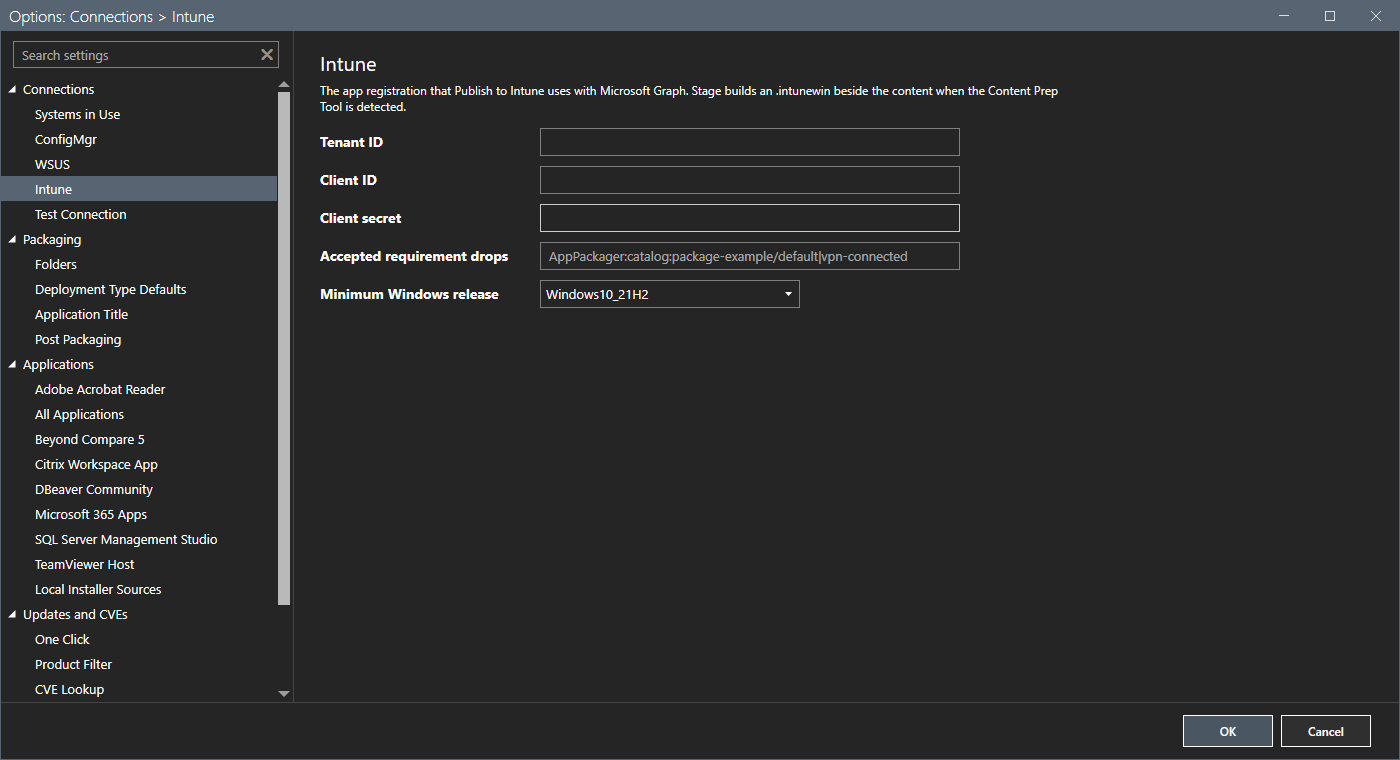 Options: Connections > Intune
Search settings
Connections
Systems in Use
ConfigMgr
WSUS
Intune
Test Connection
Packaging
Folders
Deployment Type Defaults
Application Title
Post Packaging
Applications
Adobe Acrobat Reader
All Applications
Beyond Compare 5
Citrix Workspace App
DBeaver Community
Microsoft 365 Apps
SQL Server Management Studio
TeamViewer Host
Local Installer Sources
Updates and CVEs
One Click
Product Filter
CVE Lookup
Intune
The app registration that Publish to Intune uses with Microsoft Graph. Stage builds an .intunewin beside the content when the Content Prep
Tool is detected.
Tenant ID
Client ID
Client secret
Accepted requirement drops
AppPackager:catalog:package-example/default|vpn-connected
Minimum Windows release
Windows10_21H2
OK
Cancel